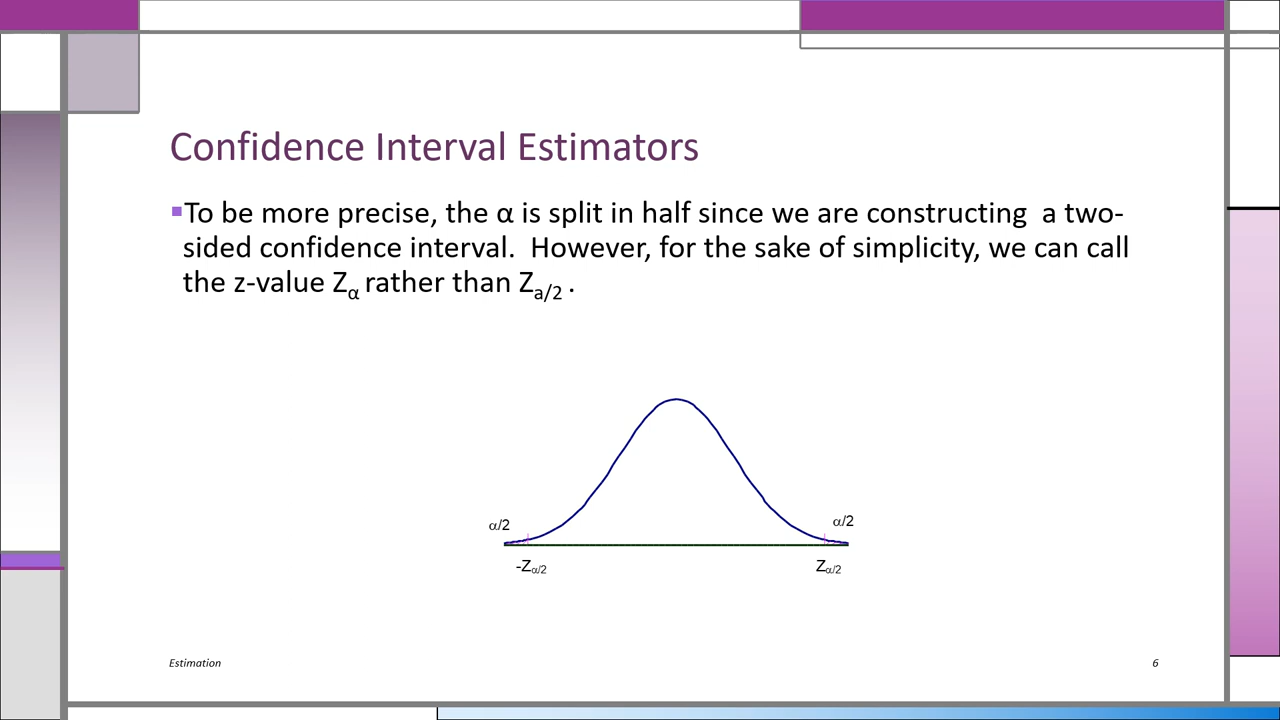 Confidence Interval Estimators
▪To be more precise, the α is split in half since we are constructing  a two-
sided confidence interval.  However, for the sake of simplicity, we can call
the z-value Zα rather than Za/2 .
α/2
α/2
-Zα/2
Zα/2
Estimation
6